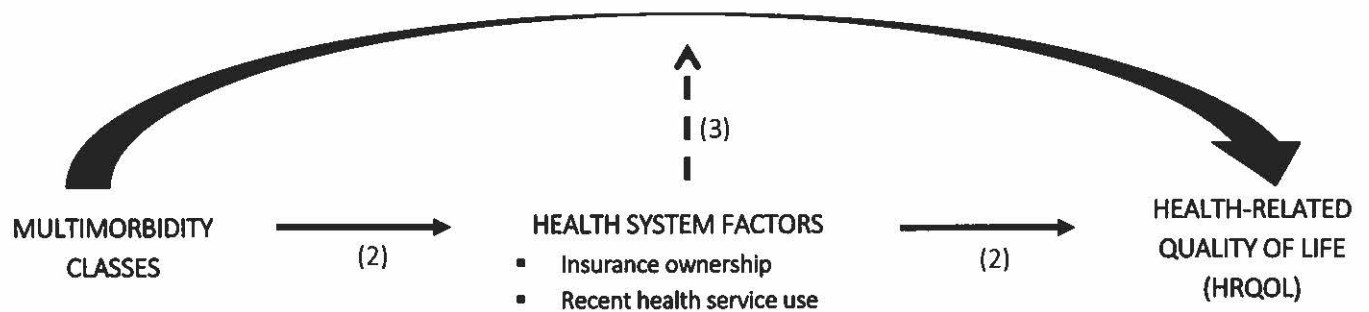 (3)
MULTIMORBIDITY
CLASSES
(2)
HEALTH SYSTEM FACTORS
▪ Insurance ownership
▪ Recent health service use
(2)
HEALTH-RELATED
QUALITY OF LIFE
(HRQOL)